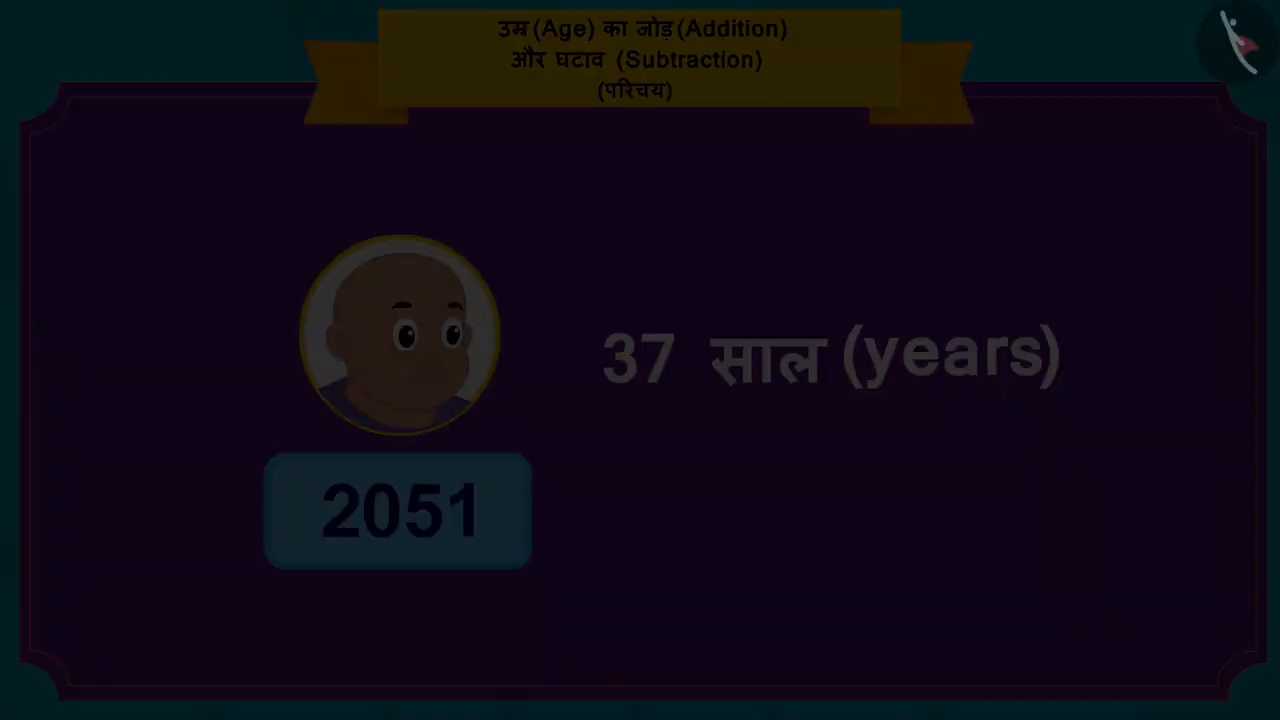 उम्र (Age) का जोड़ (Addition)
और घटाव (Subtraction)
(परिचय)
37 साल (years)
2051